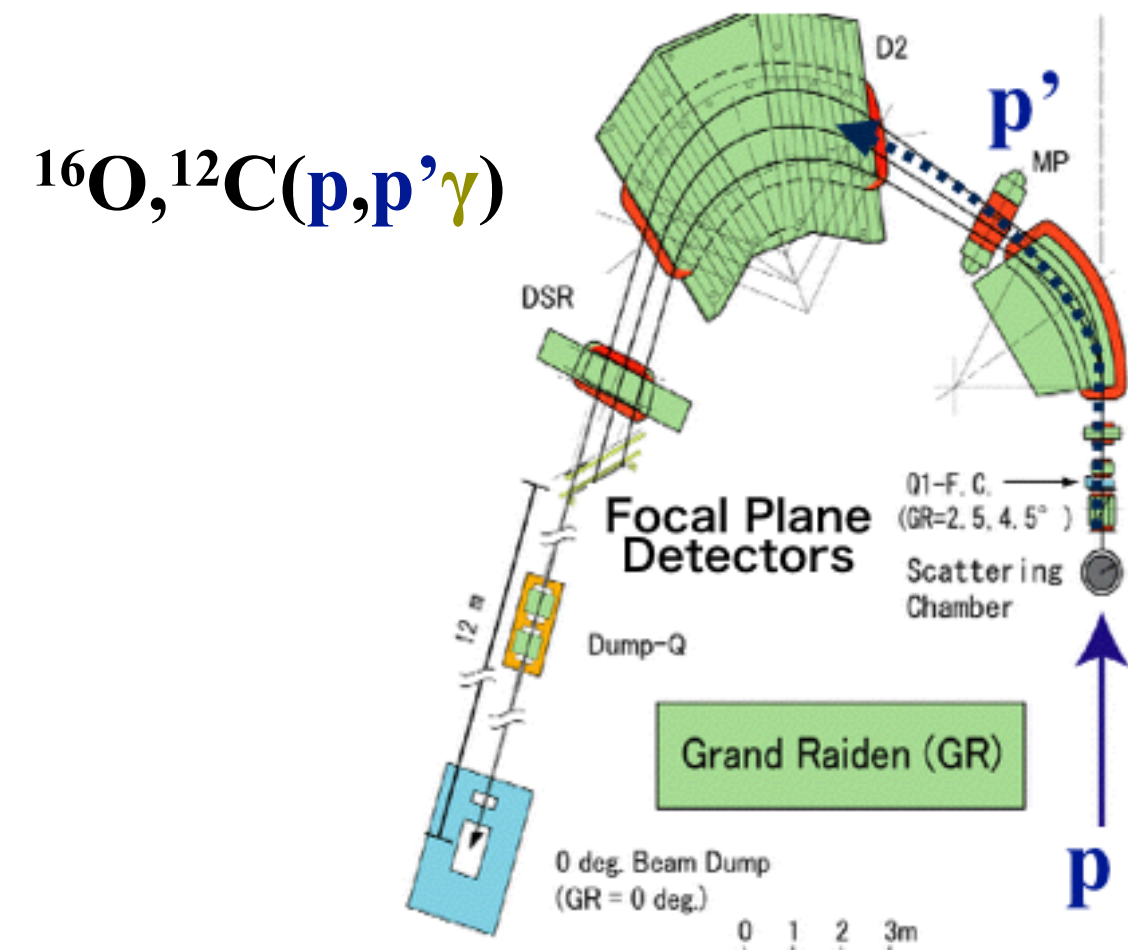 D2
p’
MP
¹⁶O,¹²C(p,p’γ)
DSR
Q1-F.C.
(GR=2.5,4.5° )
Focal Plane
Detectors
Scattering
Chamber
12 m
Dump-Q
Grand Raiden (GR)
p
0 deg. Beam Dump
(GR = 0 deg.)
0 1 2 3m